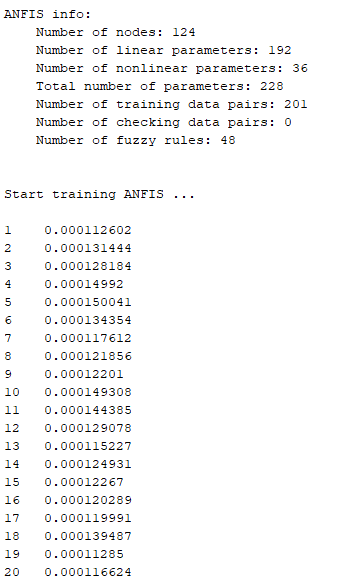 ANFIS info:
Number of nodes: 124
Number of linear parameters: 192
Number of nonlinear parameters: 36
Total number of parameters: 228
Number of training data pairs: 201
Number of checking data pairs: 0
Number of fuzzy rules: 48
Start training ANFIS ...
1 0.000112602
2 0.000131444
3 0.000128184
4 0.00014992
5 0.000150041
6 0.000134354
7 0.000117612
8 0.000121856
9 0.00012201
10 0.000149308
11 0.000144385
12 0.000129078
13 0.000115227
14 0.000124931
15 0.00012267
16 0.000120289
17 0.000119991
18 0.000139487
19 0.00011285
20 0.000116624